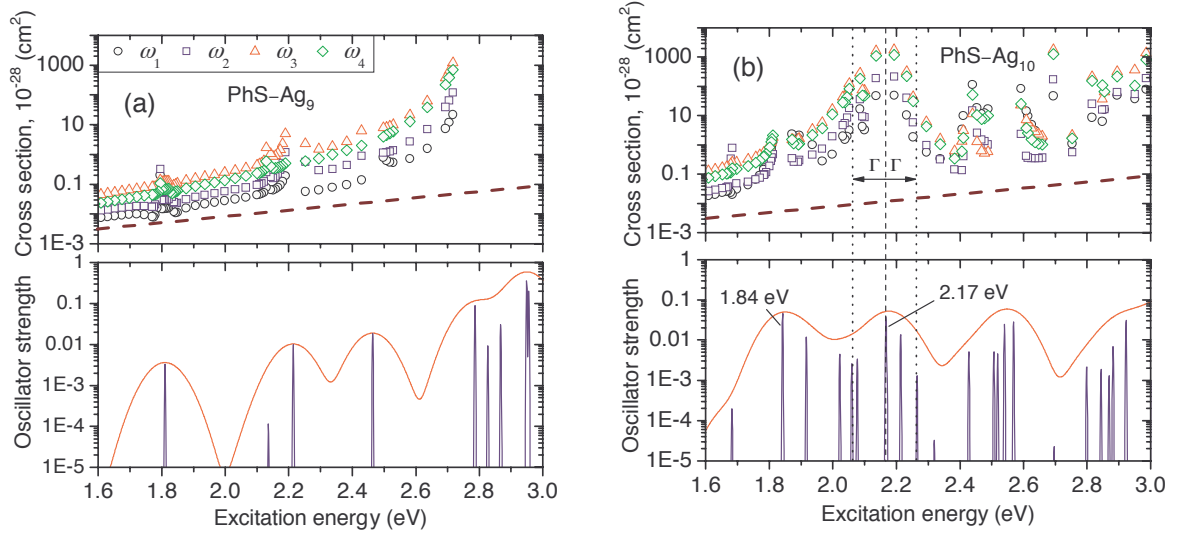 ω1 ω2 ω3 ω4
(a)
PhS–Ag9
Cross section, 10-28 (cm2)
1000
10
0.1
1E-3
Oscillator strength
1
0.1
0.01
1E-3
1E-4
1E-5
1.6 1.8 2.0 2.2 2.4 2.6 2.8 3.0
Excitation energy (eV)
(b)
PhS–Ag10
Cross section, 10-28 (cm2)
1000
10
0.1
1E-3
Γ Γ
1.84 eV
2.17 eV
Oscillator strength
1
0.1
0.01
1E-3
1E-4
1E-5
1.6 1.8 2.0 2.2 2.4 2.6 2.8 3.0
Excitation energy (eV)